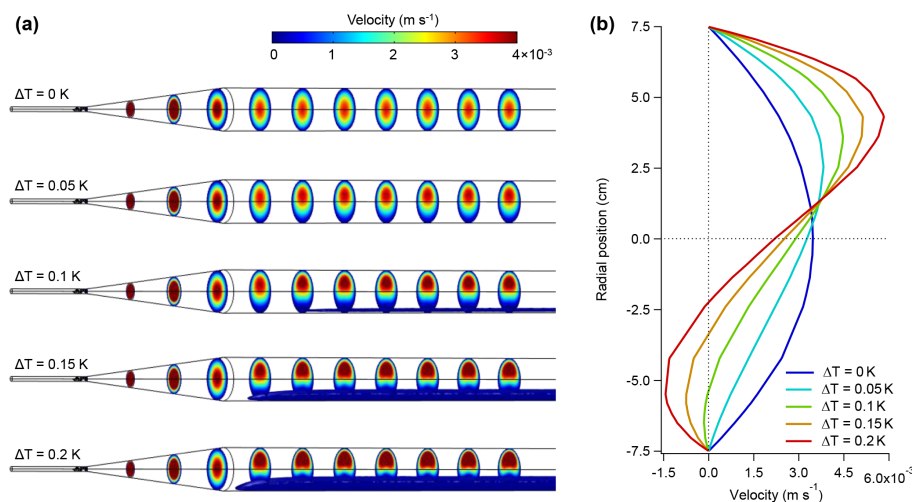 (a)
Velocity (m s⁻¹)
0 1 2 3 4×10⁻³
ΔT = 0 K
ΔT = 0.05 K
ΔT = 0.1 K
ΔT = 0.15 K
ΔT = 0.2 K
(b)
Radial position (cm)
7.5
5.0
2.5
0.0
-2.5
-5.0
-7.5
ΔT = 0 K
ΔT = 0.05 K
ΔT = 0.1 K
ΔT = 0.15 K
ΔT = 0.2 K
-1.5 0.0 1.5 3.0 4.5 6.0x10⁻³
Velocity (m s⁻¹)